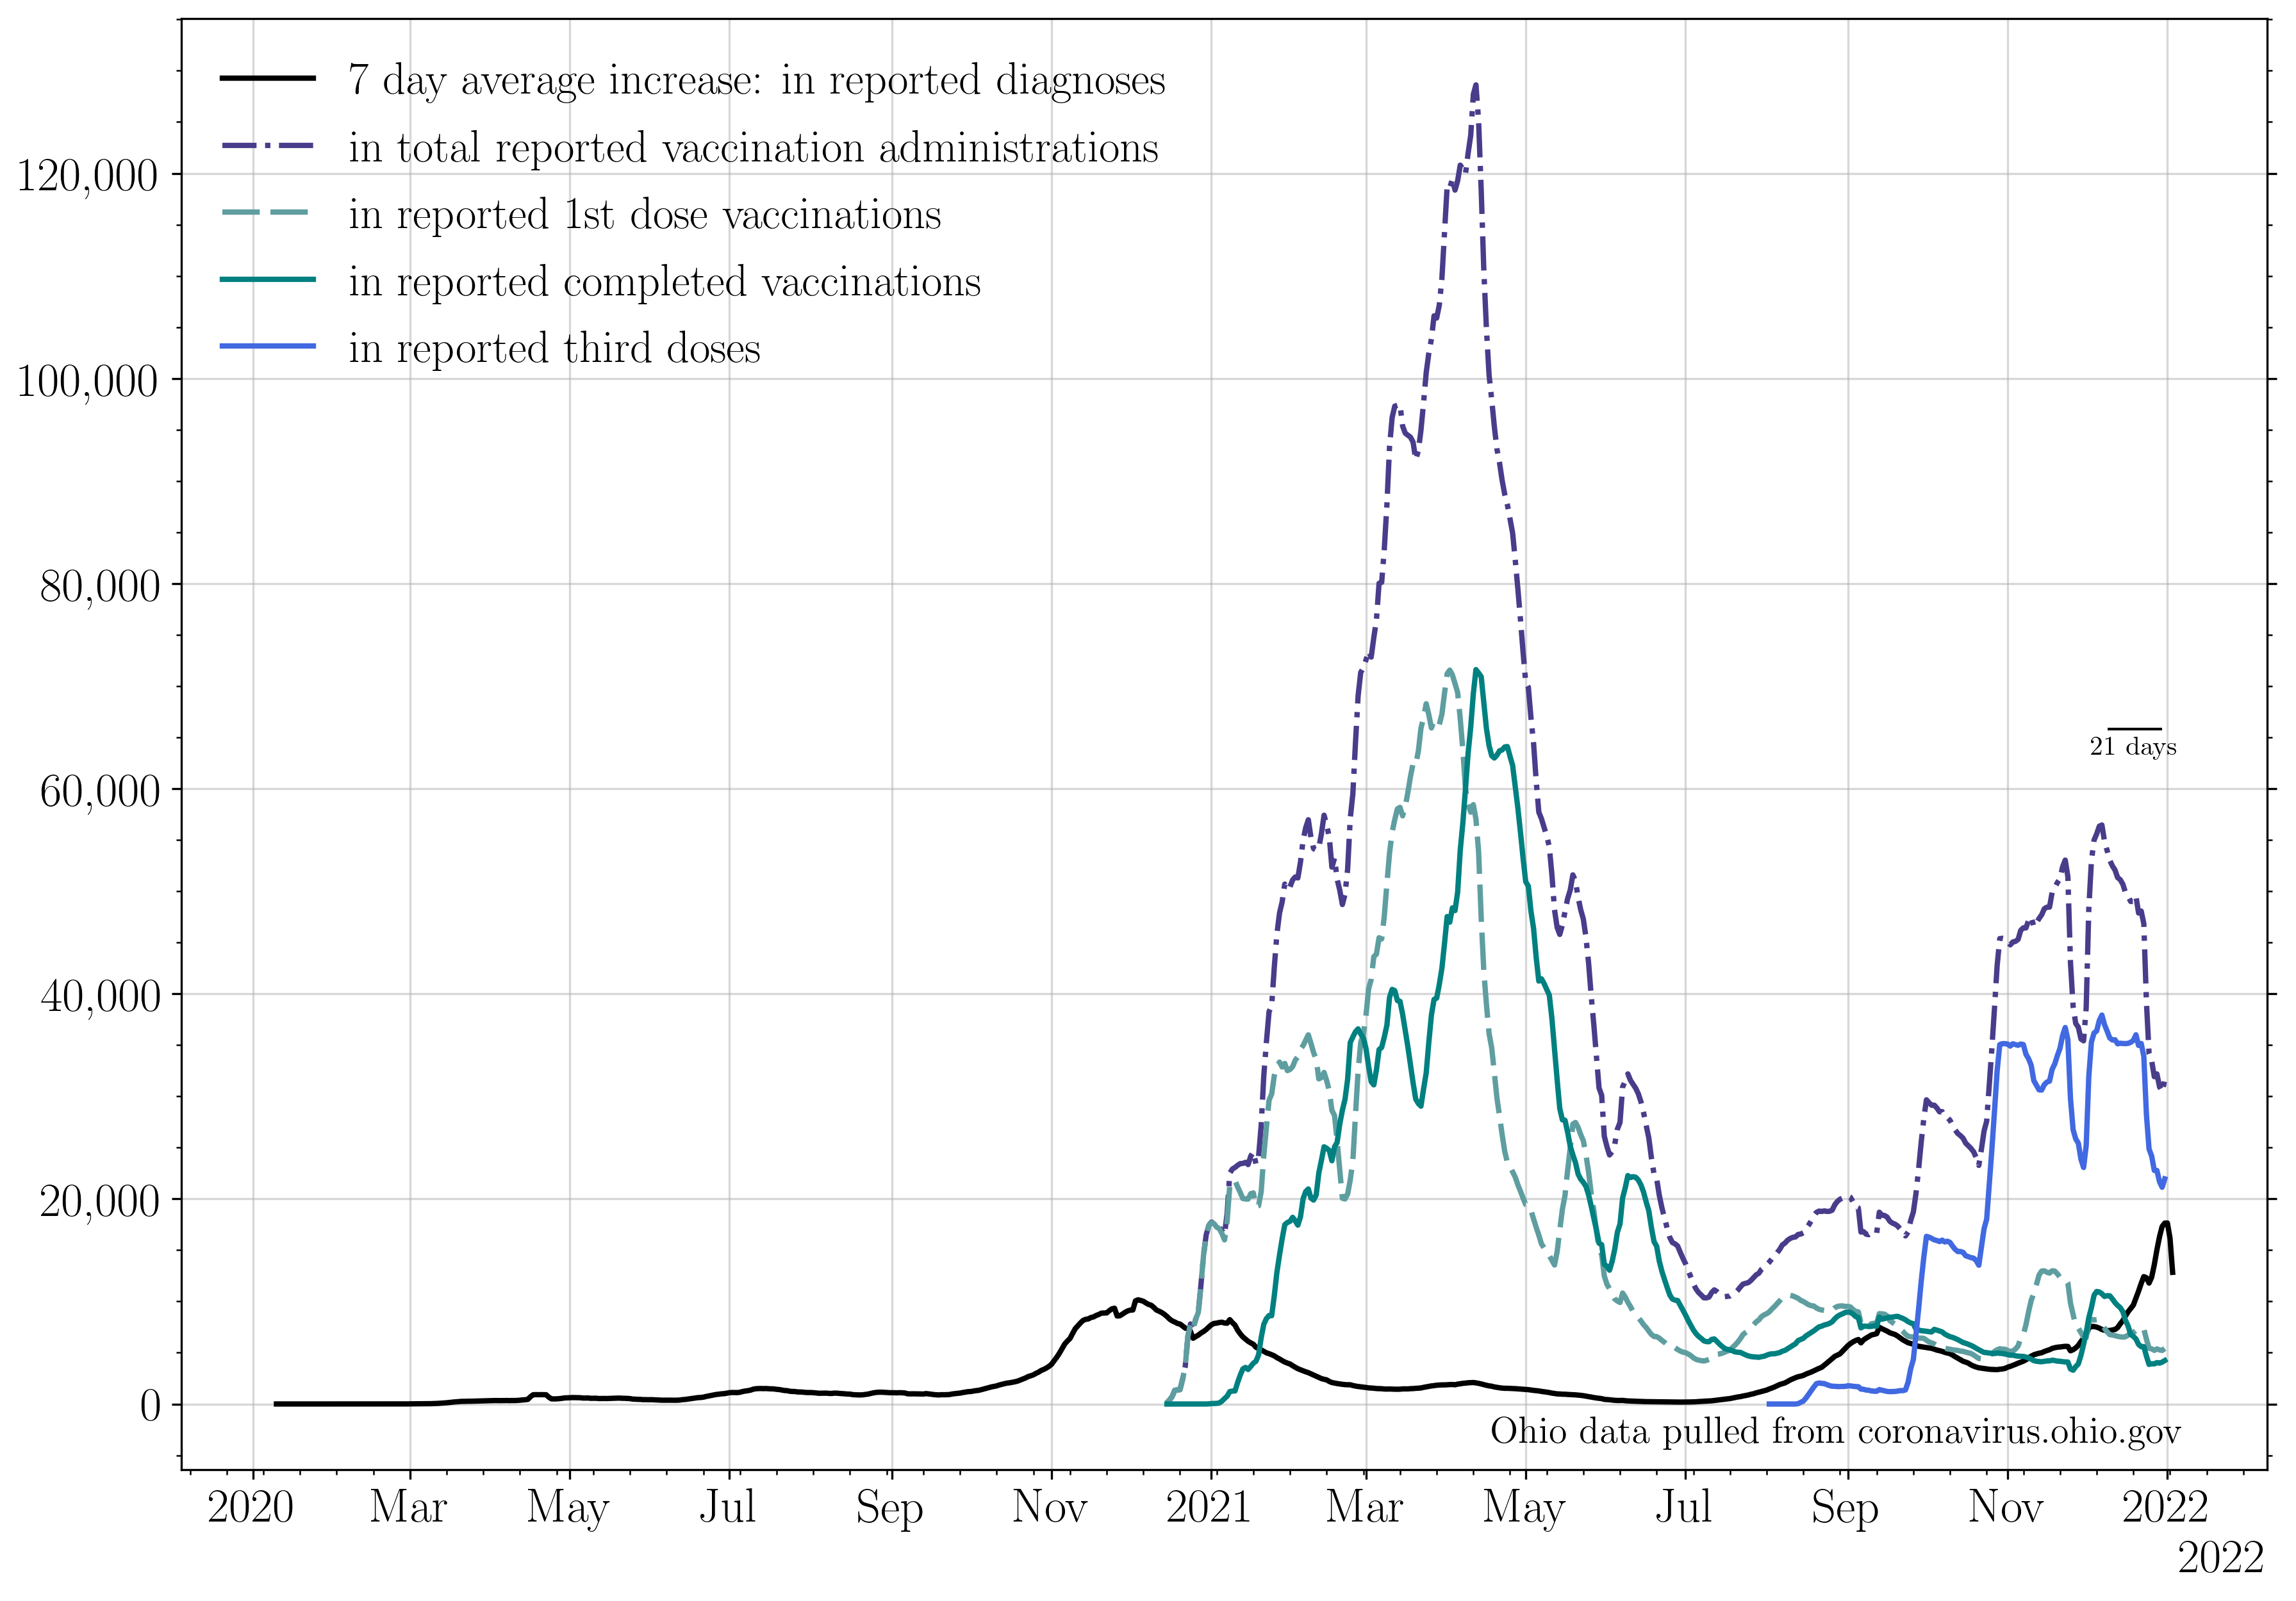 7 day average increase: in reported diagnoses
in total reported vaccination administrations
in reported 1st dose vaccinations
in reported completed vaccinations
in reported third doses
120,000
100,000
80,000
60,000
40,000
20,000
0
21 days
Ohio data pulled from coronavirus.ohio.gov
2020 Mar May Jul Sep Nov 2021 Mar May Jul Sep Nov 2022
2022